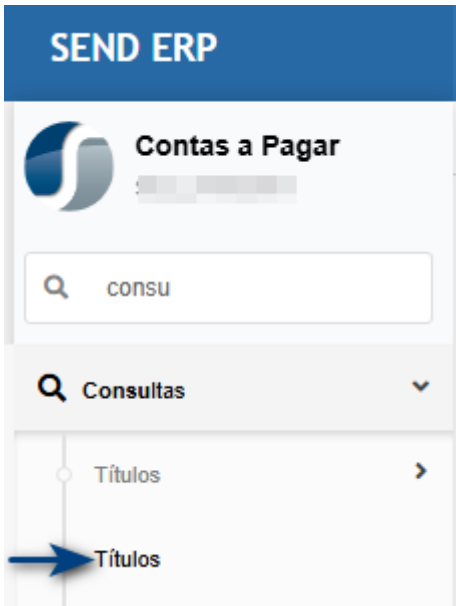 SEND ERP
Contas a Pagar
consu
Consultas
Títulos
Títulos